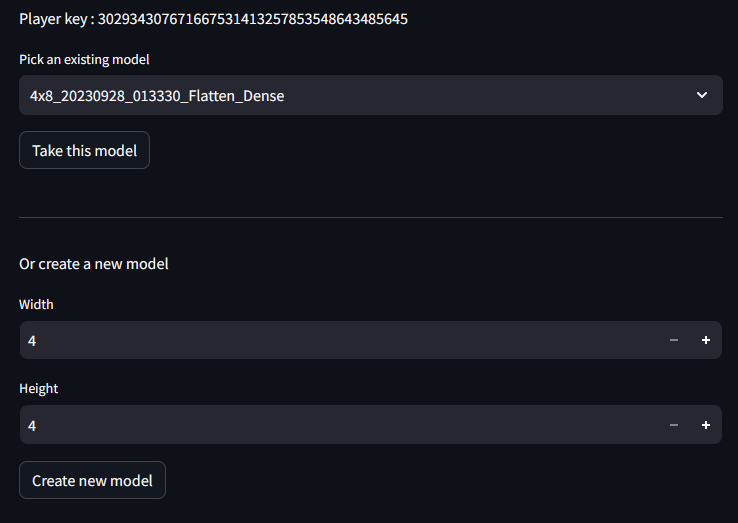 Player key : 302934307671667531413257853548643485645
Pick an existing model
4x8_20230928_013330_Flatten_Dense
Take this model
Or create a new model
Width
4
Height
4
Create new model